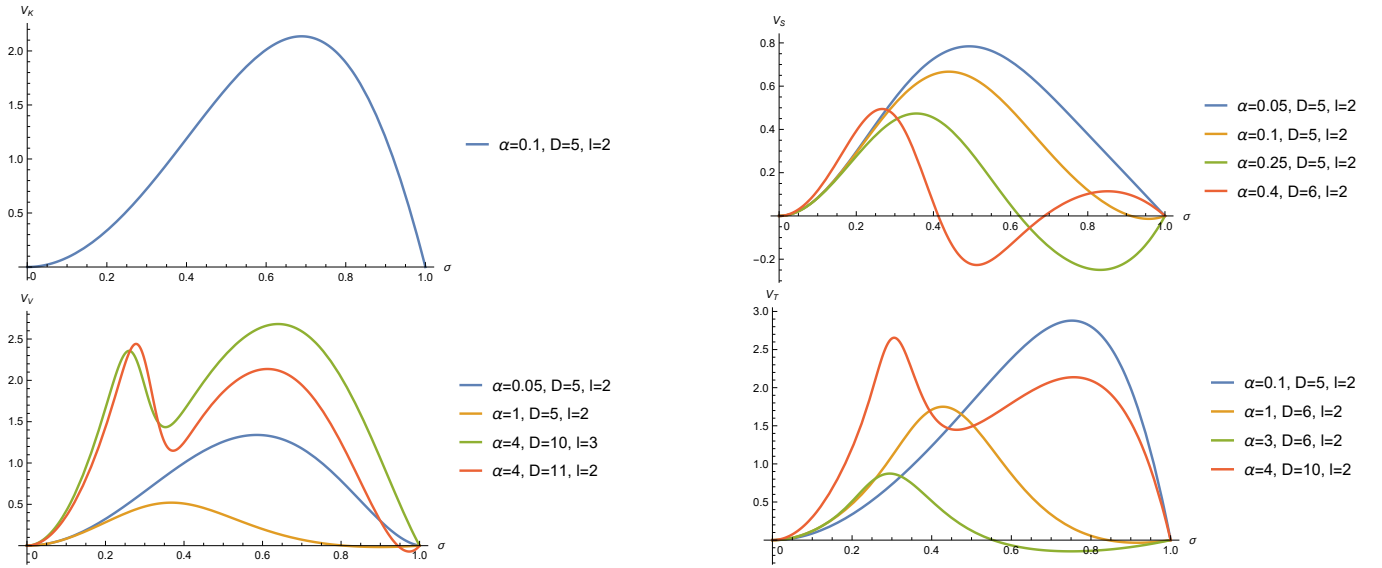 V_K
2.0
1.5
1.0
0.5
0
0.2
0.4
0.6
0.8
1.0
σ
α=0.1, D=5, l=2
V_S
0.8
0.6
0.4
0.2
-0.2
0
0.2
0.4
0.6
0.8
1.0
σ
α=0.05, D=5, l=2
α=0.1, D=5, l=2
α=0.25, D=5, l=2
α=0.4, D=6, l=2
V_V
2.5
2.0
1.5
1.0
0.5
0
0.2
0.4
0.6
0.8
1.0
σ
α=0.05, D=5, l=2
α=1, D=5, l=2
α=4, D=10, l=3
α=4, D=11, l=2
V_T
3.0
2.5
2.0
1.5
1.0
0.5
0
0.2
0.4
0.6
0.8
1.0
σ
α=0.1, D=5, l=2
α=1, D=6, l=2
α=3, D=6, l=2
α=4, D=10, l=2